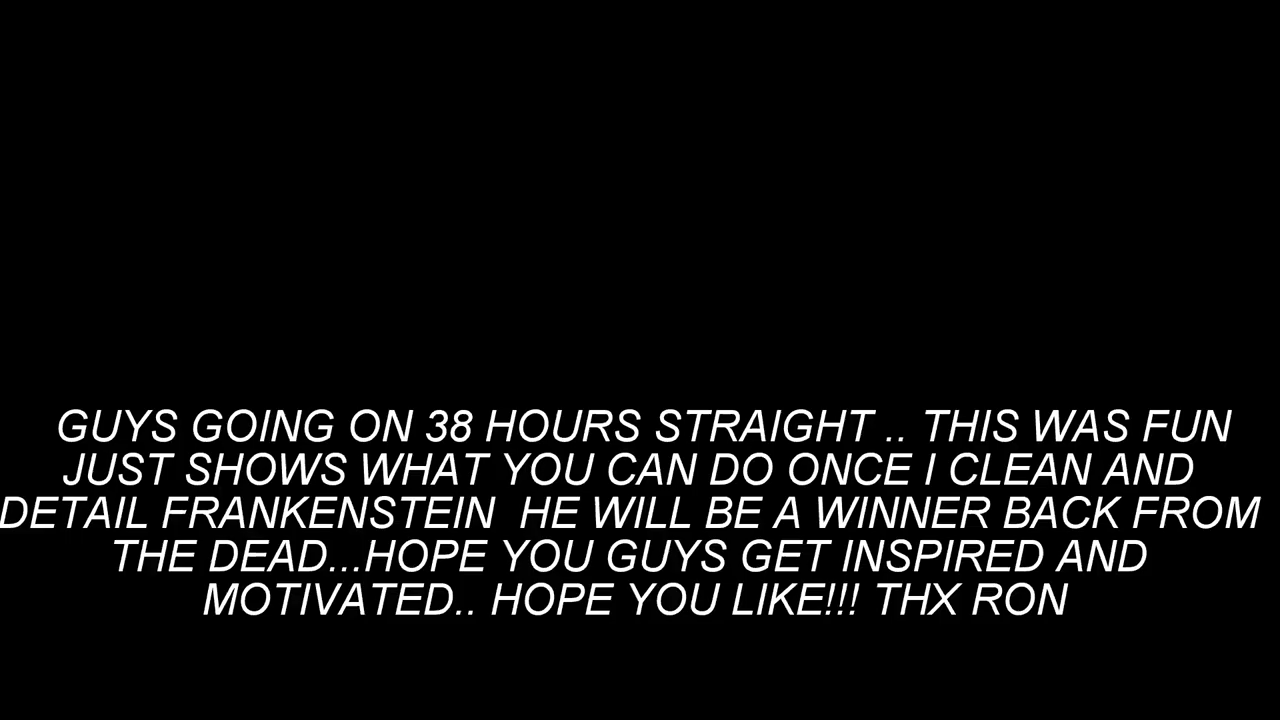 GUYS GOING ON 38 HOURS STRAIGHT .. THIS WAS FUN
JUST SHOWS WHAT YOU CAN DO ONCE I CLEAN AND
DETAIL FRANKENSTEIN  HE WILL BE A WINNER BACK FROM
THE DEAD...HOPE YOU GUYS GET INSPIRED AND
MOTIVATED.. HOPE YOU LIKE!!! THX RON